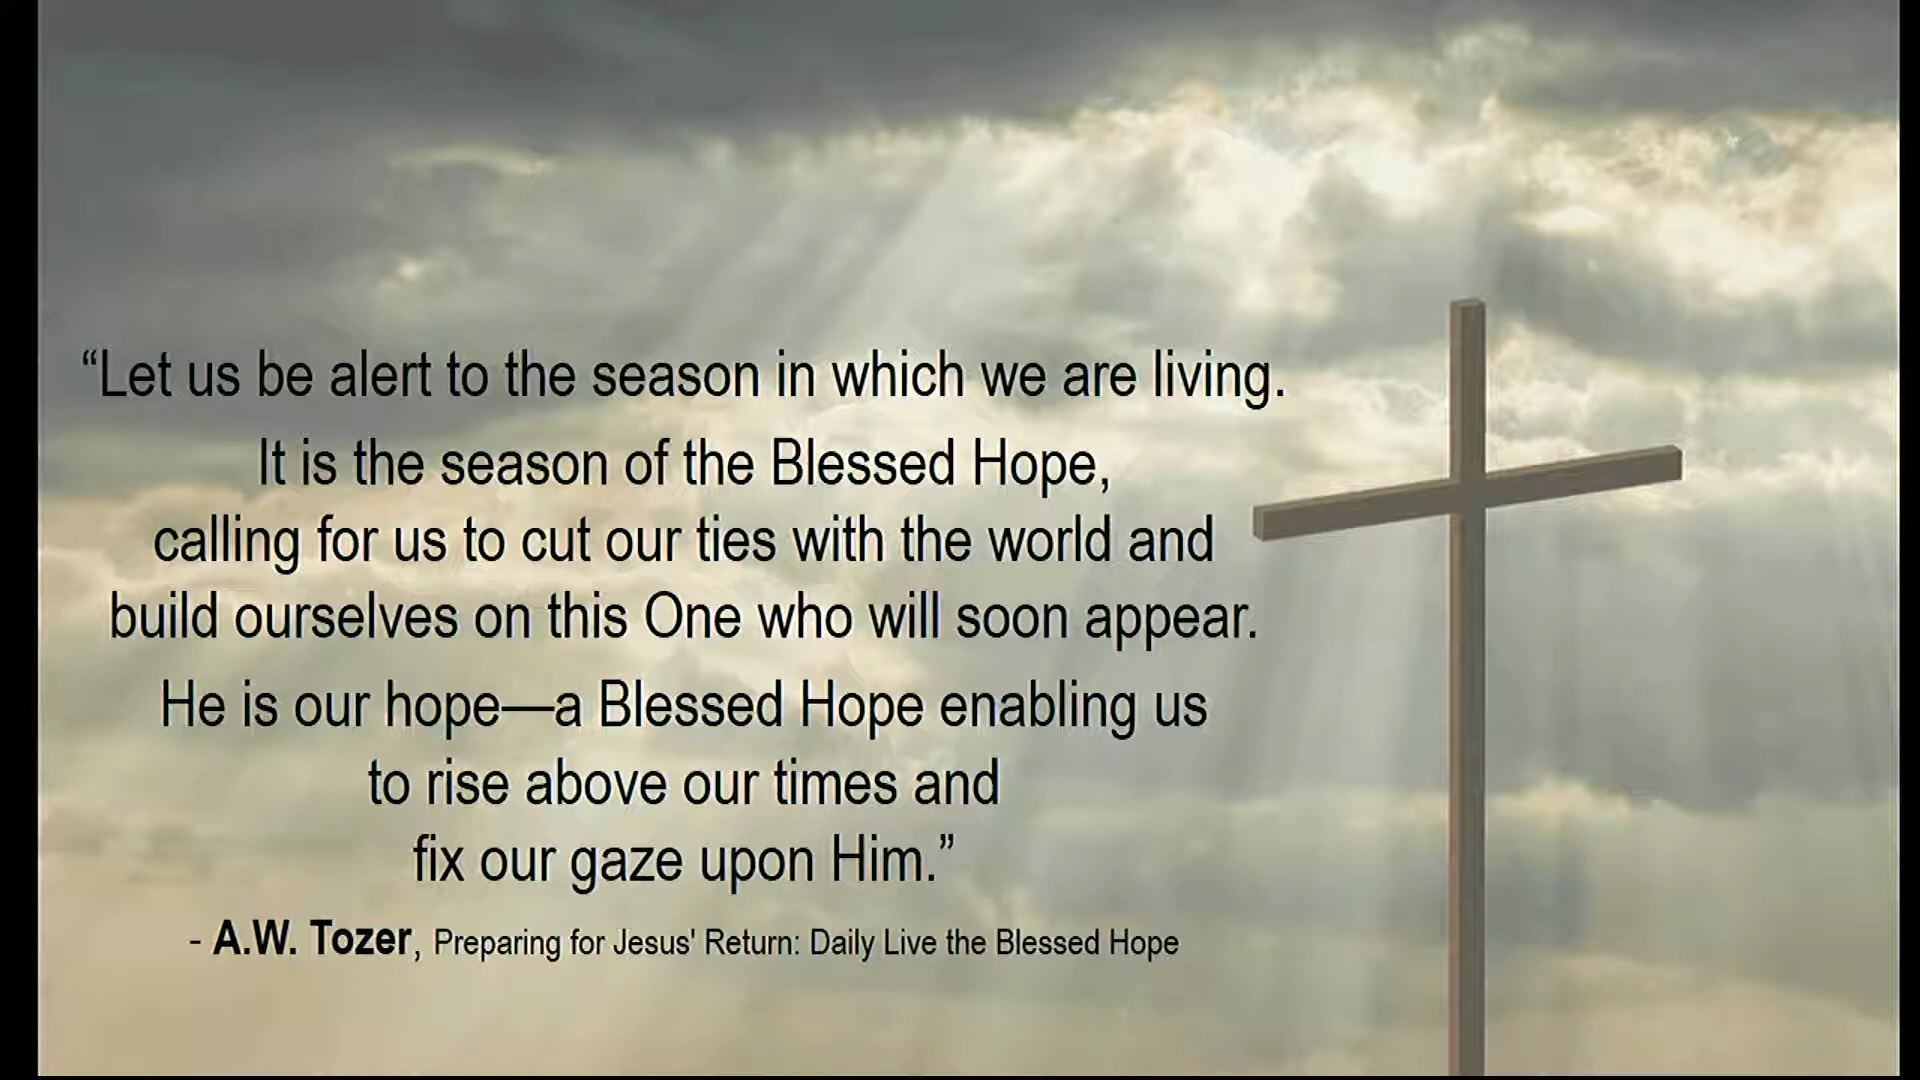 “Let us be alert to the season in which we are living.
It is the season of the Blessed Hope,
calling for us to cut our ties with the world and
build ourselves on this One who will soon appear.
He is our hope—a Blessed Hope enabling us
to rise above our times and
fix our gaze upon Him.”
- A.W. Tozer, Preparing for Jesus' Return: Daily Live the Blessed Hope